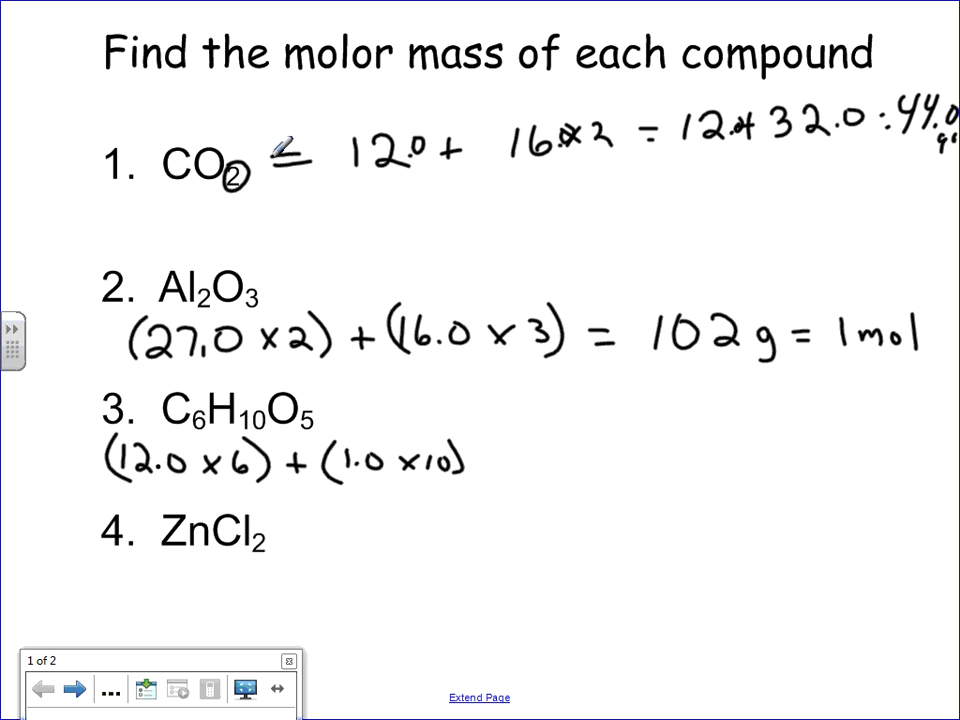 Find the molor mass of each compound
1. CO₂ = 12.0 + 16.0x2 = 12.0+ 32.0 = 44.0
2. Al₂O₃
(27.0 x 2) + (16.0 x 3) = 102 g = 1 mol
3. C₆H₁₀O₅
(12.0 x 6) + (1.0 x 10)
4. ZnCl₂
1 of 2
...
Extend Page